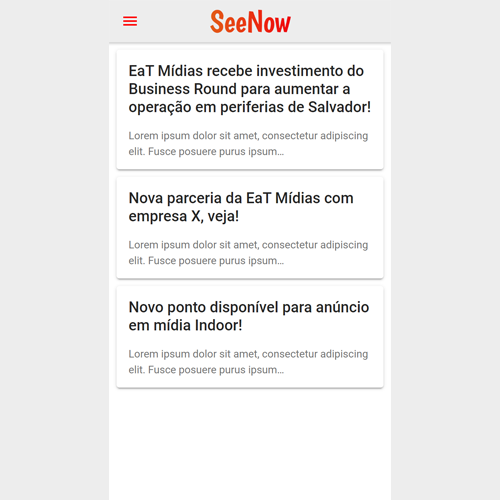 SeeNow
EaT Mídias recebe investimento do
Business Round para aumentar a
operação em periferias de Salvador!
Lorem ipsum dolor sit amet, consectetur adipiscing
elit. Fusce posuere purus ipsum...
Nova parceria da EaT Mídias com
empresa X, veja!
Lorem ipsum dolor sit amet, consectetur adipiscing
elit. Fusce posuere purus ipsum...
Novo ponto disponível para anúncio
em mídia Indoor!
Lorem ipsum dolor sit amet, consectetur adipiscing
elit. Fusce posuere purus ipsum...